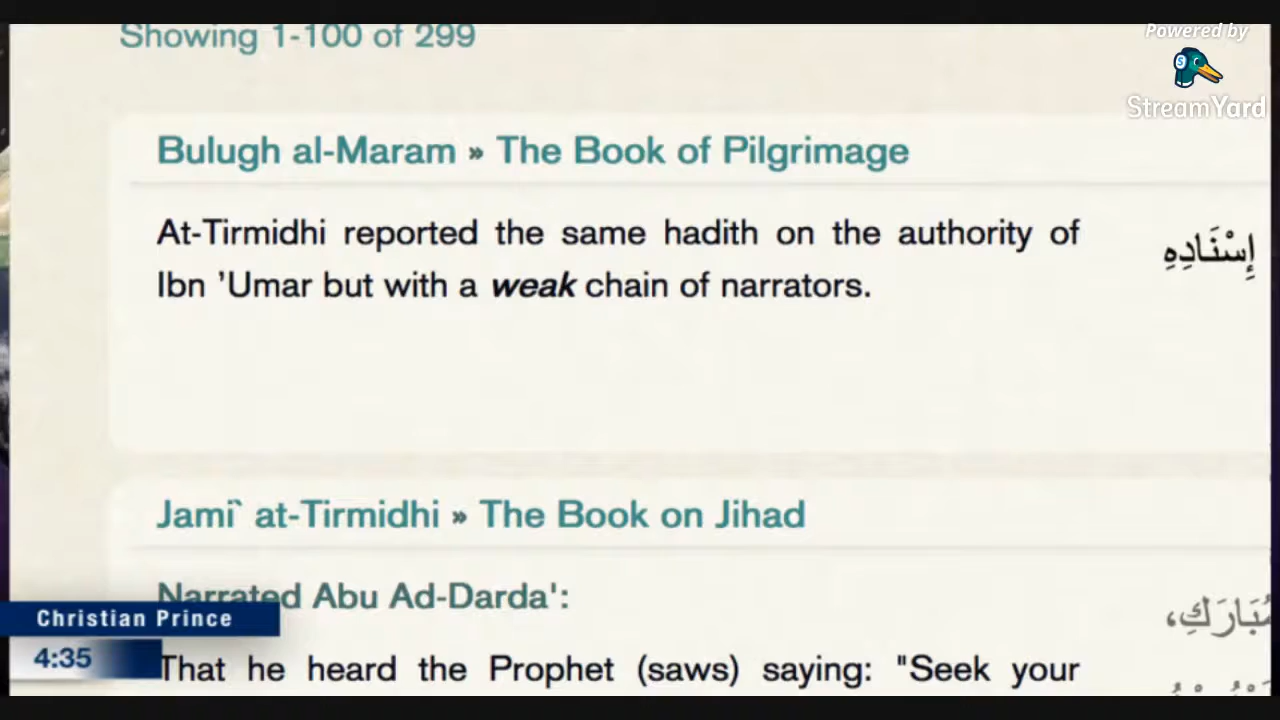 Showing 1-100 of 299
Powered by
StreamYard
Bulugh al-Maram » The Book of Pilgrimage
At-Tirmidhi reported the same hadith on the authority of
إِسْنَادِهِ
Ibn ’Umar but with a weak chain of narrators.
Jami` at-Tirmidhi » The Book on Jihad
Narrated Abu Ad-Darda':
Christian Prince
4:35
That he heard the Prophet (saws) saying: "Seek your